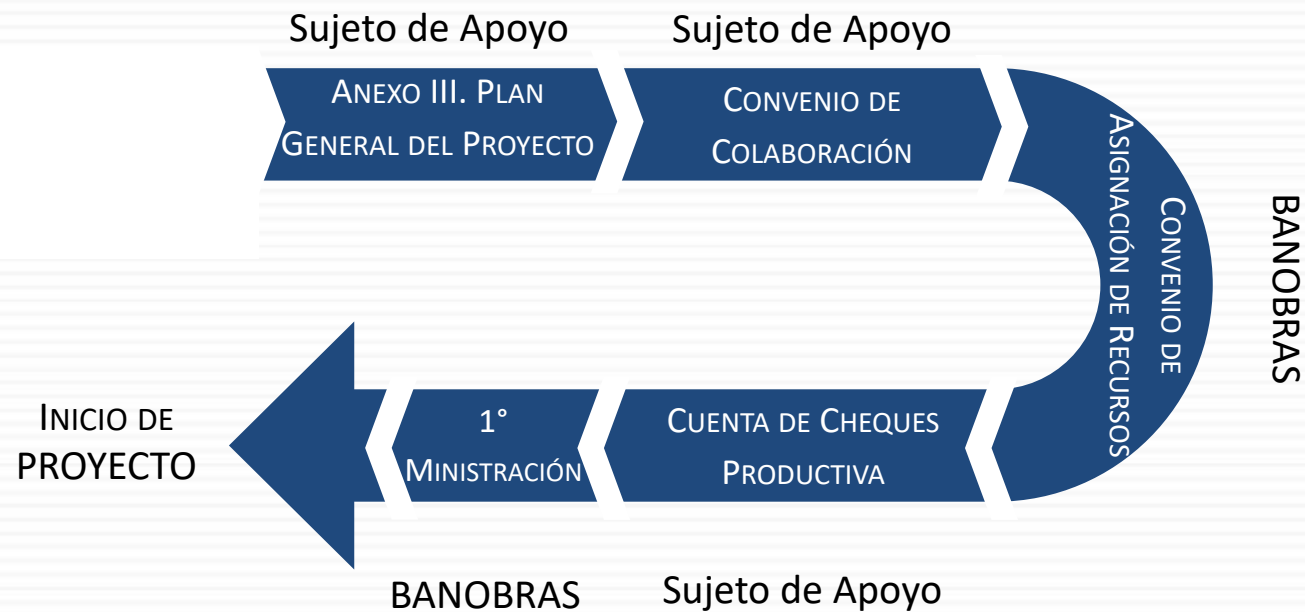 Sujeto de Apoyo
ANEXO III. PLAN
GENERAL DEL PROYECTO
Sujeto de Apoyo
CONVENIO DE
COLABORACIÓN
CONVENIO DE
ASIGNACIÓN DE RECURSOS
BANOBRAS
CUENTA DE CHEQUES
PRODUCTIVA
Sujeto de Apoyo
1°
MINISTRACIÓN
BANOBRAS
INICIO DE
PROYECTO